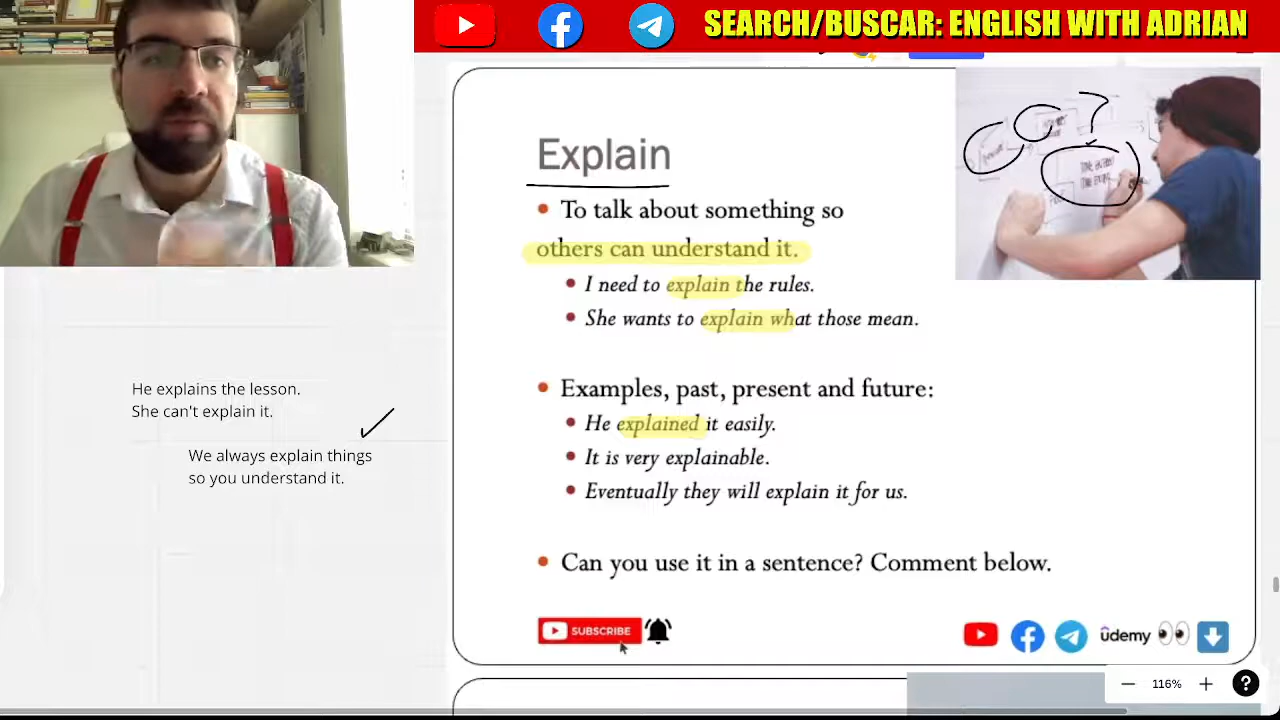 SEARCH/BUSCAR: ENGLISH WITH ADRIAN
Explain
• To talk about something so
others can understand it.
• I need to explain the rules.
• She wants to explain what those mean.
• Examples, past, present and future:
• He explained it easily.
• It is very explainable.
• Eventually they will explain it for us.
• Can you use it in a sentence? Comment below.
He explains the lesson.
She can't explain it.
We always explain things
so you understand it.
SUBSCRIBE
ûdemy
116%
?